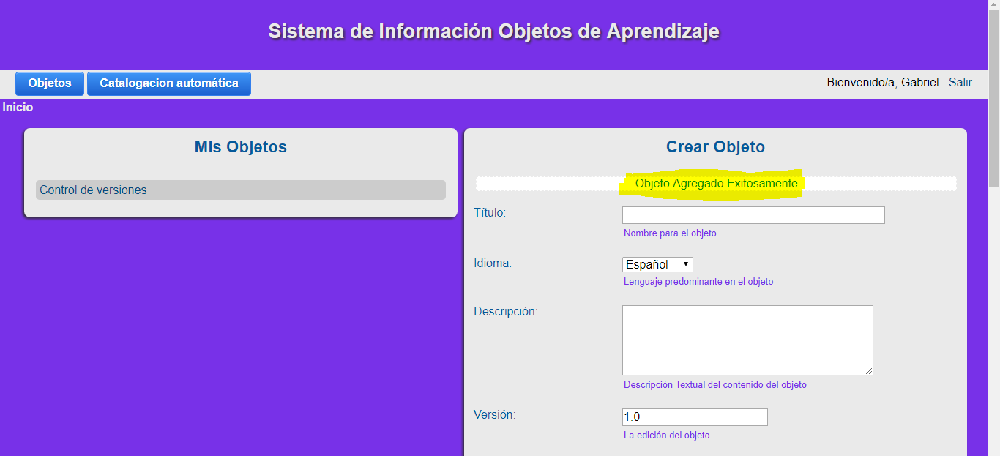 Sistema de Información Objetos de Aprendizaje
Objetos Catalogacion automática Bienvenido/a, Gabriel Salir
Inicio
Mis Objetos
Control de versiones
Crear Objeto
Objeto Agregado Exitosamente
Título:
Nombre para el objeto
Idioma: Español
Lenguaje predominante en el objeto
Descripción:
Descripción Textual del contenido del objeto
Versión: 1.0
La edición del objeto